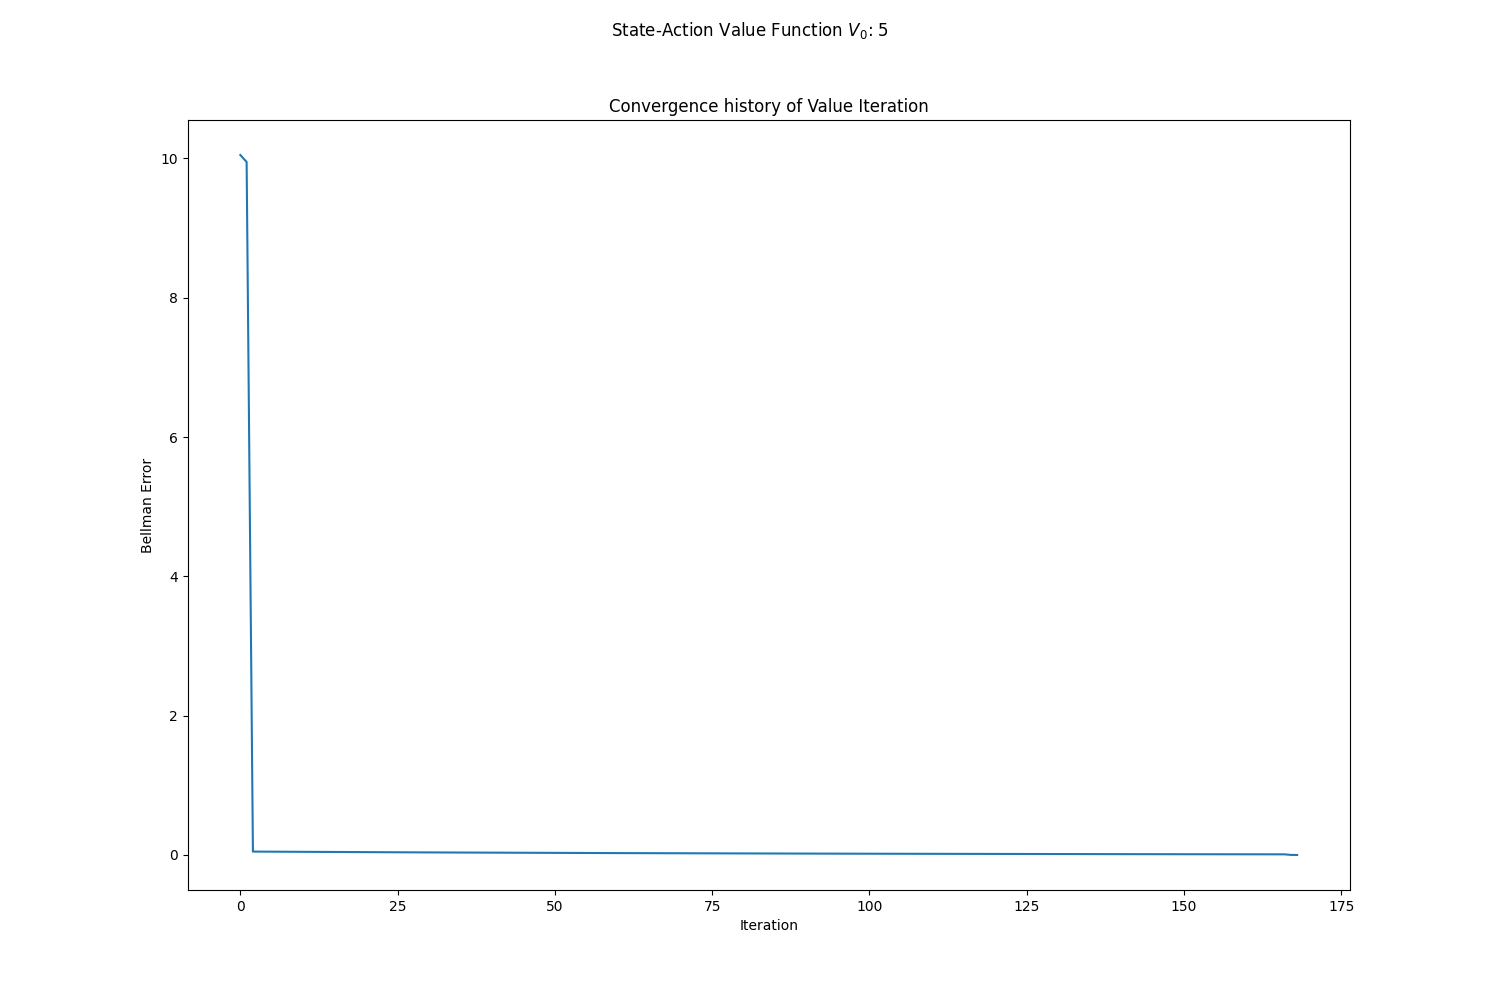 State-Action Value Function $V_0$: 5
Convergence history of Value Iteration
10
8
6
4
2
0
Bellman Error
0 25 50 75 100 125 150 175
Iteration